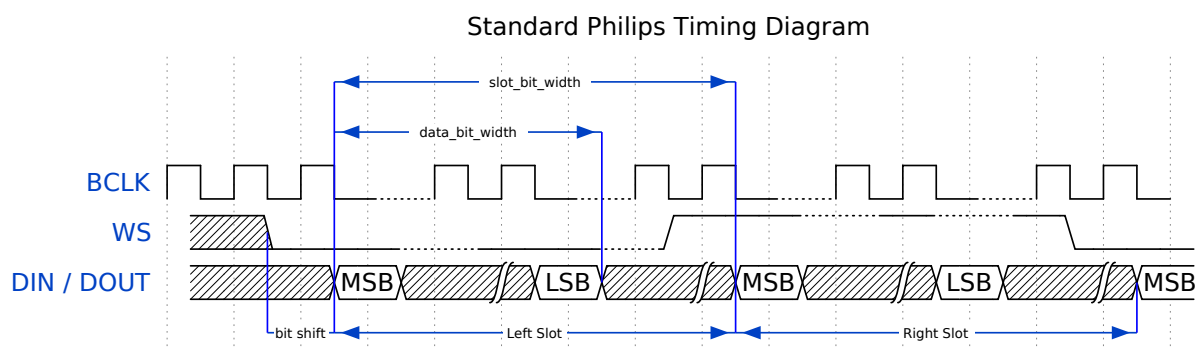 Standard Philips Timing Diagram
slot_bit_width
data_bit_width
BCLK
WS
DIN / DOUT
MSB
LSB
MSB
LSB
MSB
bit shift
Left Slot
Right Slot